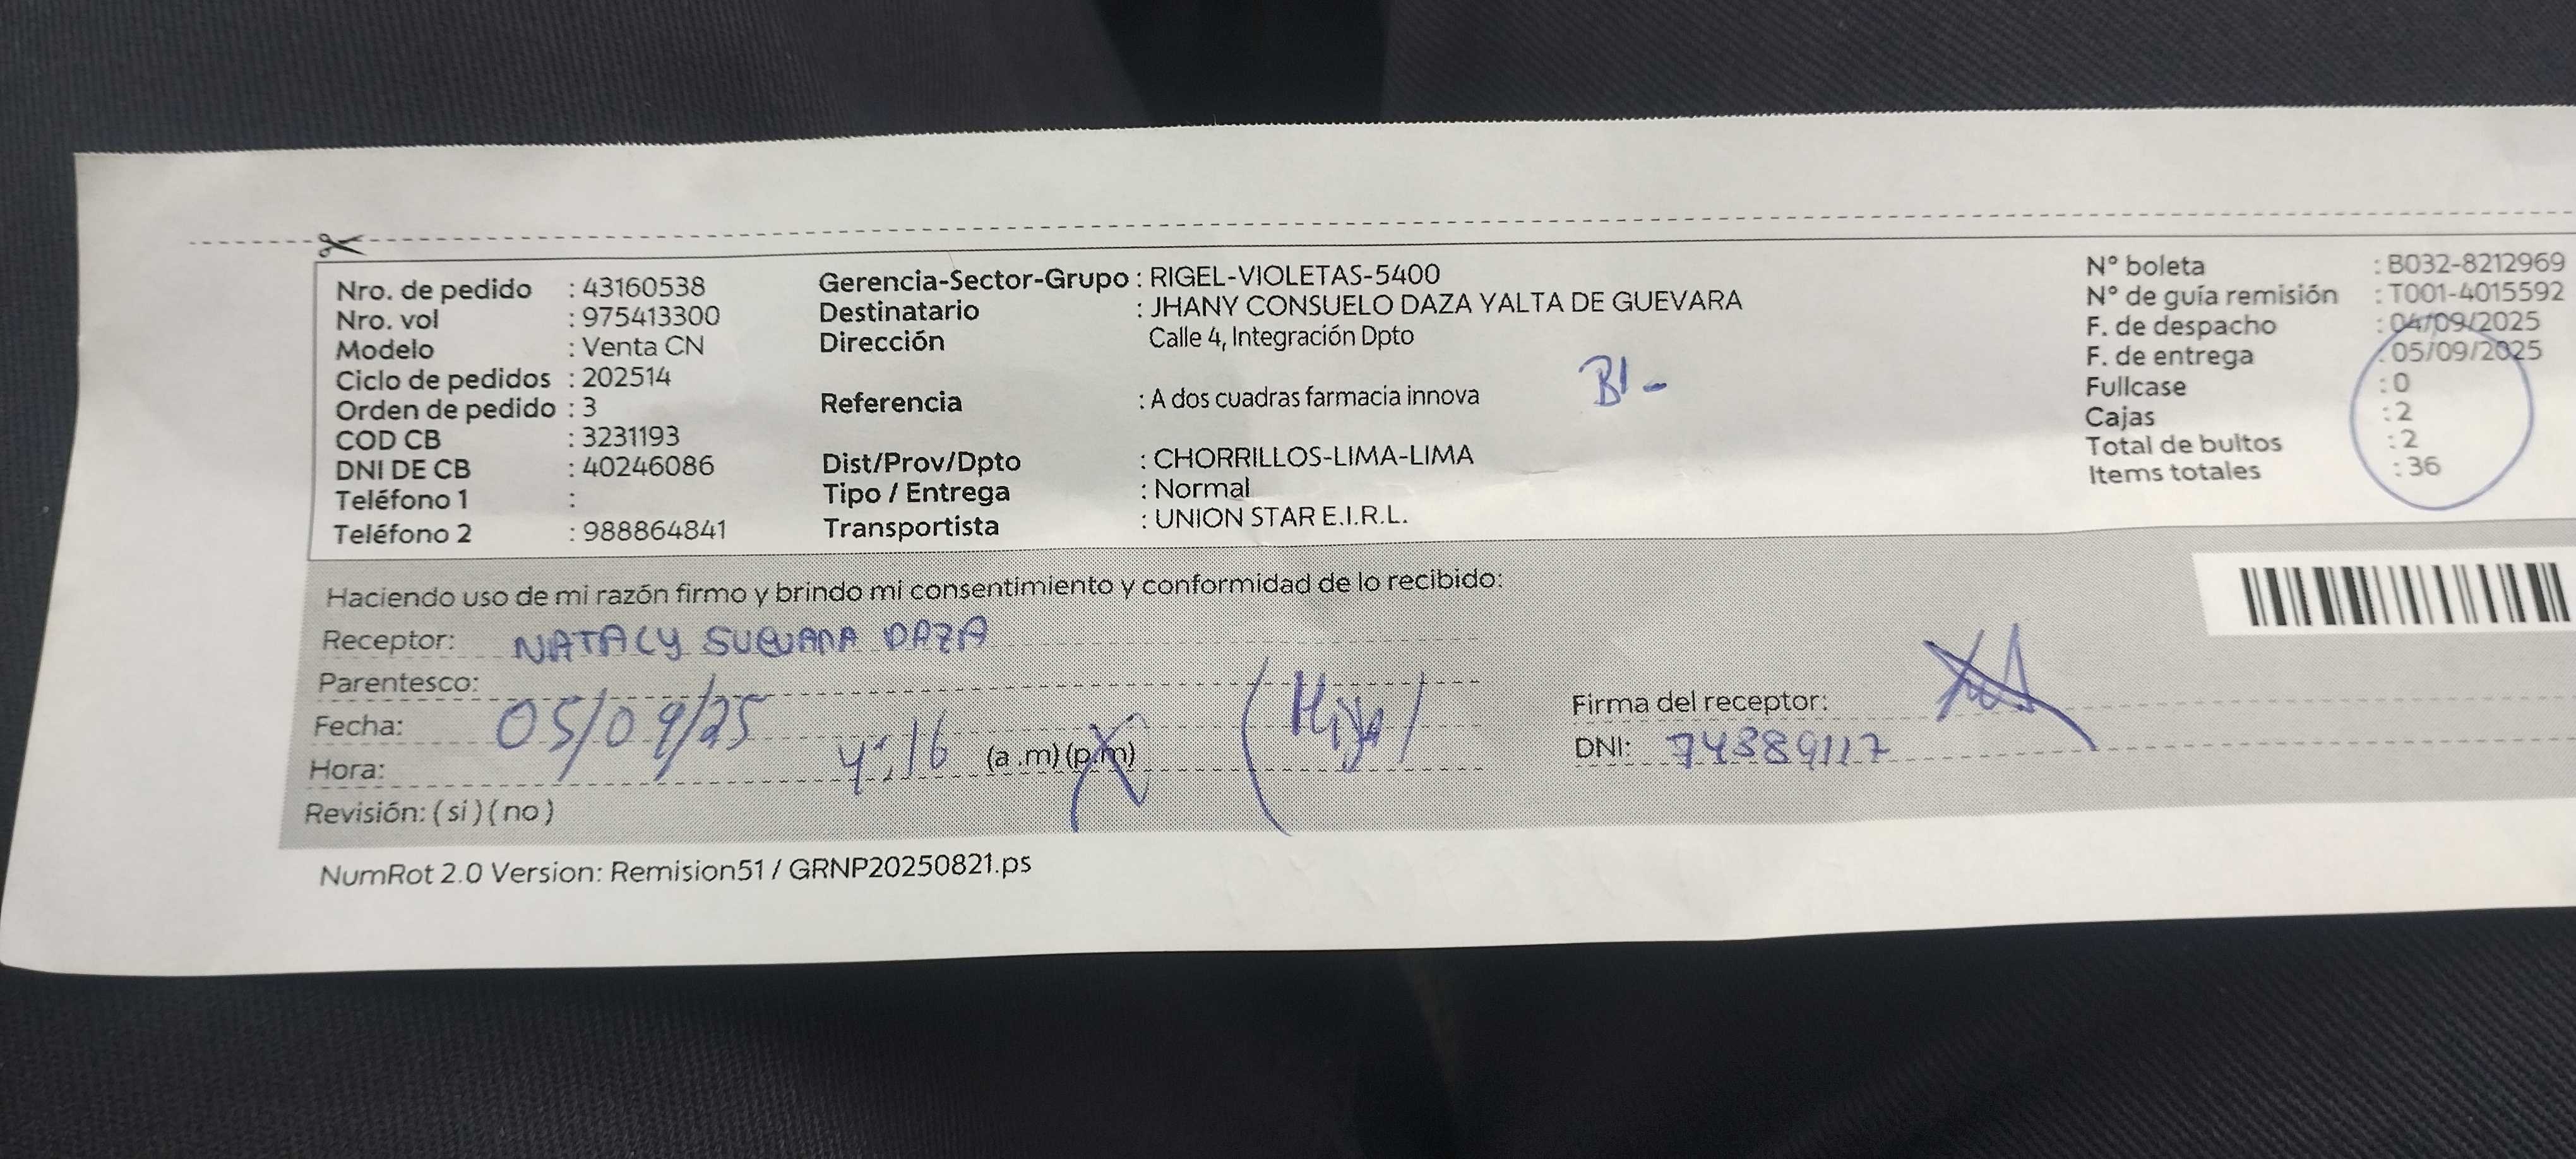 Nro. de pedido : 43160538
Nro. vol : 975413300
Modelo : Venta CN
Ciclo de pedidos : 202514
Orden de pedido : 3
COD CB : 3231193
DNI DE CB : 40246086
Teléfono 1 :
Teléfono 2 : 988864841
Gerencia-Sector-Grupo : RIGEL-VIOLETAS-5400
Destinatario : JHANY CONSUELO DAZA YALTA DE GUEVARA
Dirección Calle 4, Integración Dpto
B1 -
Referencia : A dos cuadras farmacia innova
Dist/Prov/Dpto : CHORRILLOS-LIMA-LIMA
Tipo / Entrega : Normal
Transportista : UNION STAR E.I.R.L.
N° boleta : B032-8212969
N° de guía remisión : T001-4015592
F. de despacho : 04/09/2025
F. de entrega : 05/09/2025
Fullcase : 0
Cajas : 2
Total de bultos : 2
Items totales : 36
Haciendo uso de mi razón firmo y brindo mi consentimiento y conformidad de lo recibido:
Receptor: NATALY DAZA
Parentesco:
(Hija)
Fecha: 05/09/25
Hora: 4:16 (a .m) (p.m)
Revisión: ( si ) ( no )
Firma del receptor:
DNI: 74389117
NumRot 2.0 Version: Remision51 / GRNP20250821.ps